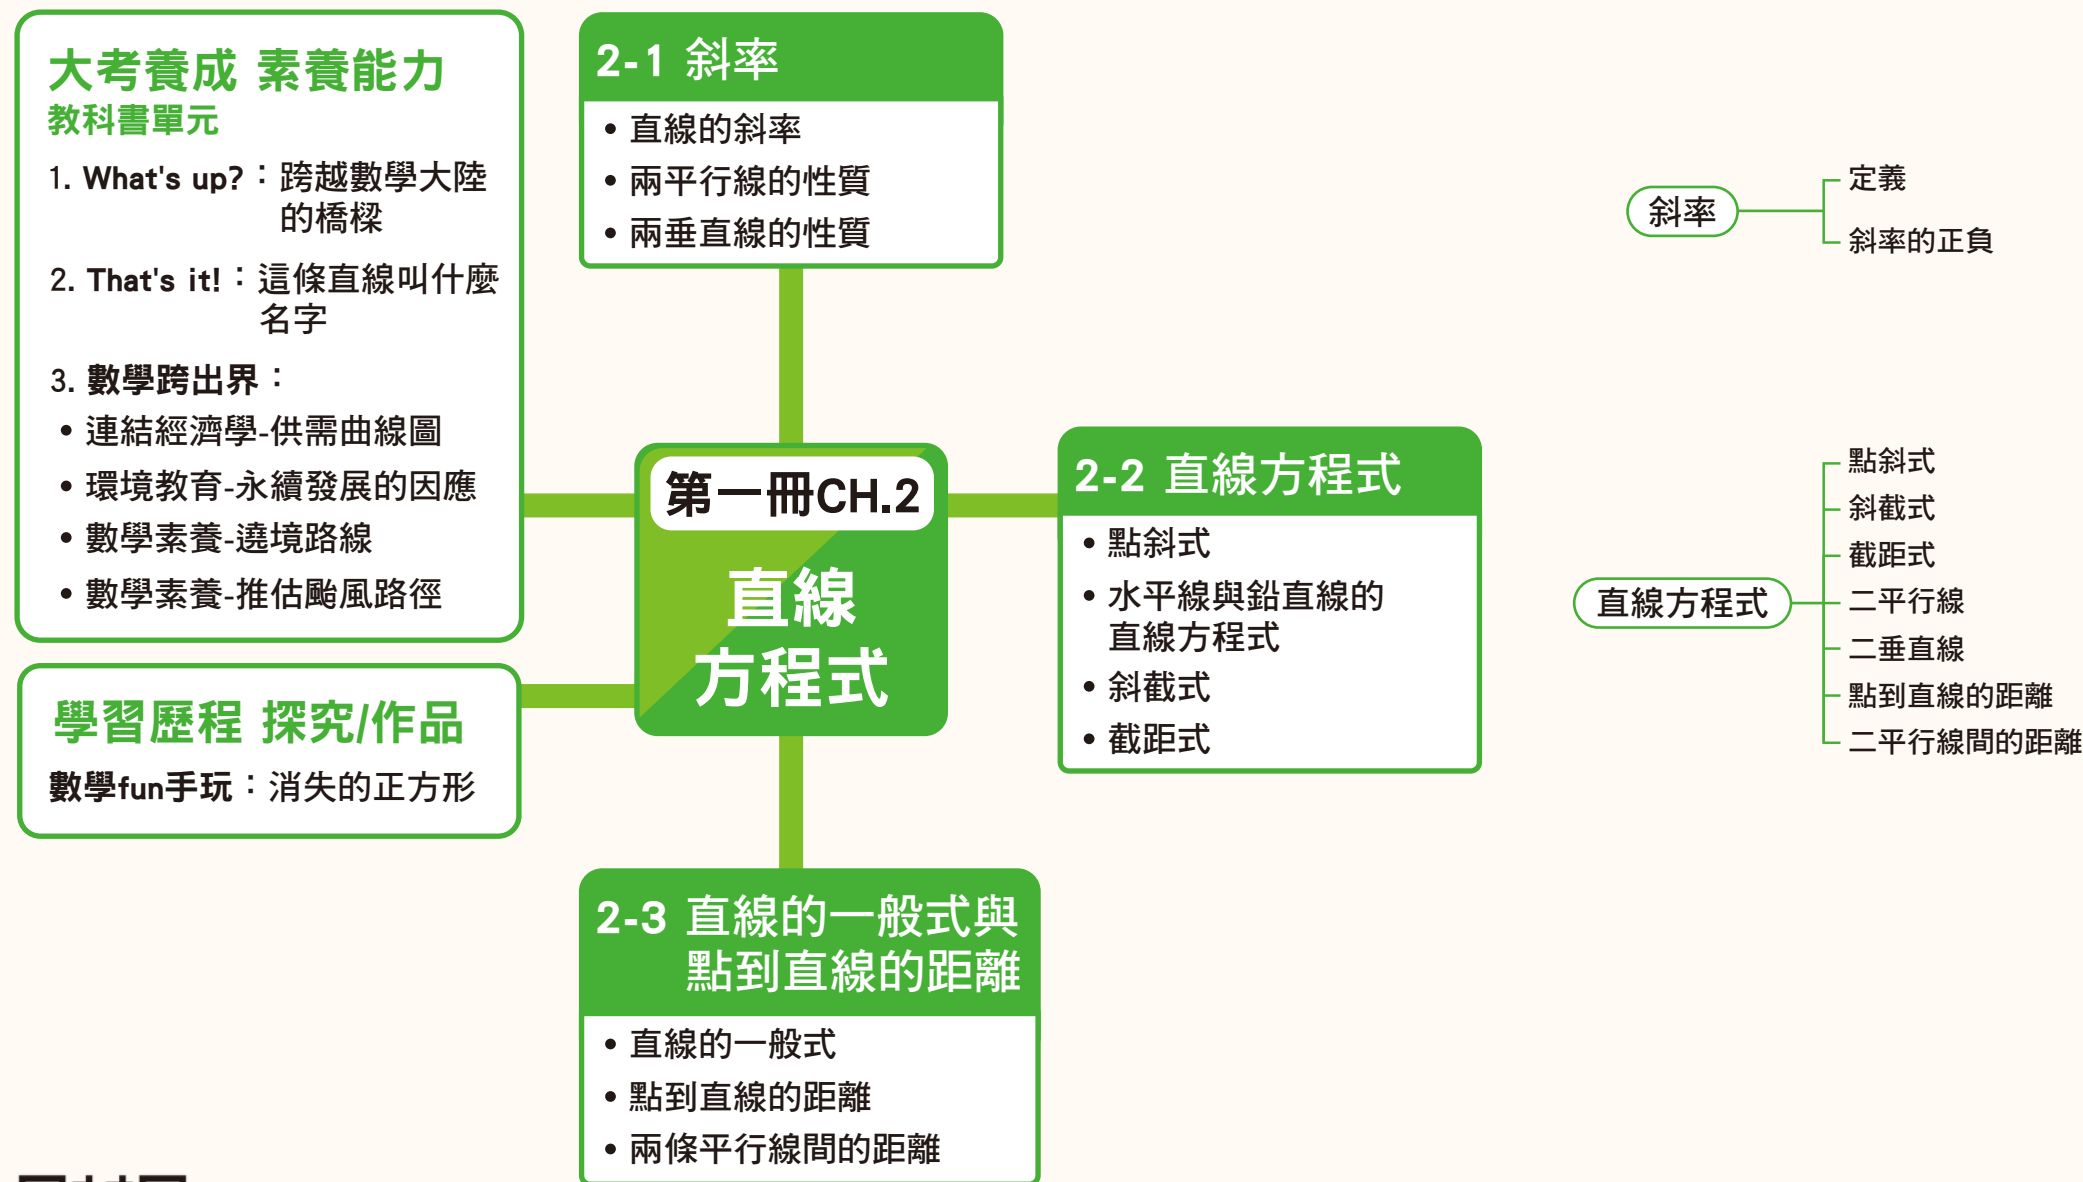 大考養成 素養能力
教科書單元
1. What's up?：跨越數學大陸
的橋樑
2. That's it!：這條直線叫什麼
名字
3. 數學跨出界：
• 連結經濟學-供需曲線圖
• 環境教育-永續發展的因應
• 數學素養-遶境路線
• 數學素養-推估颱風路徑
學習歷程 探究/作品
數學fun手玩：消失的正方形
2-1 斜率
• 直線的斜率
• 兩平行線的性質
• 兩垂直線的性質
第一冊CH.2
直線
方程式
2-2 直線方程式
• 點斜式
• 水平線與鉛直線的
直線方程式
• 斜截式
• 截距式
2-3 直線的一般式與
點到直線的距離
• 直線的一般式
• 點到直線的距離
• 兩條平行線間的距離
斜率
定義
斜率的正負
直線方程式
點斜式
斜截式
截距式
二平行線
二垂直線
點到直線的距離
二平行線間的距離